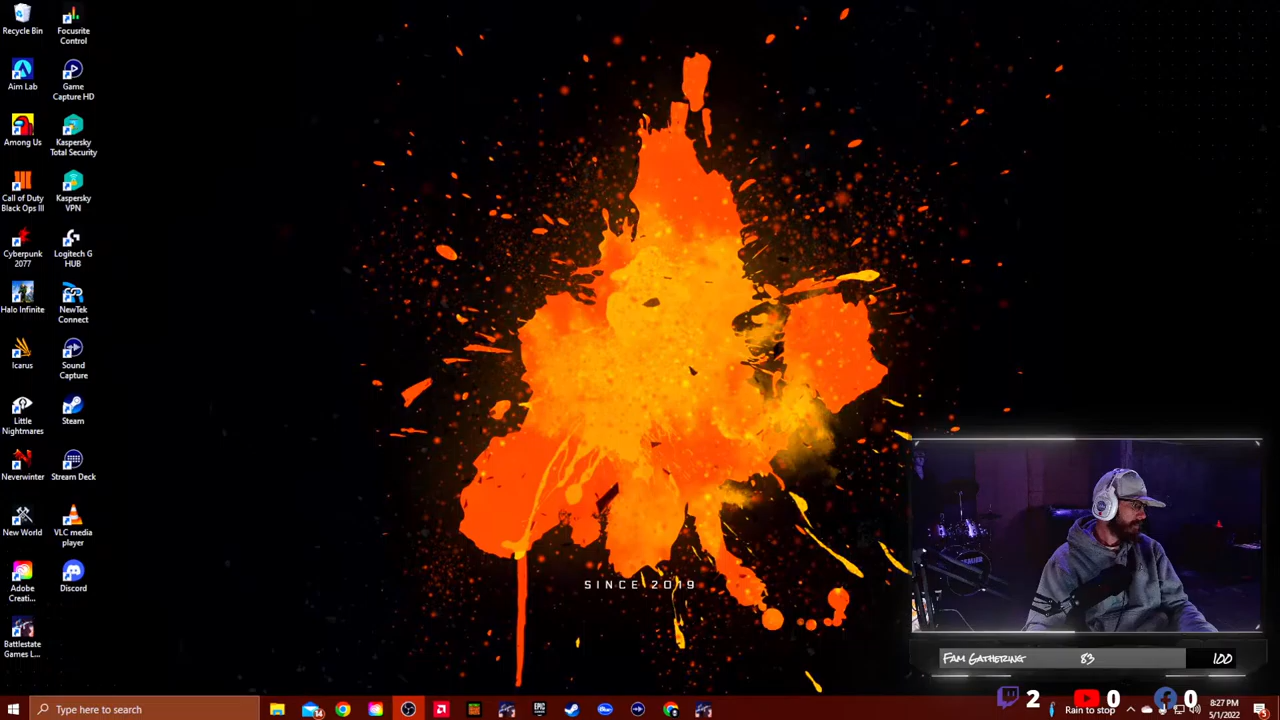 Recycle Bin
Focusrite
Control
Aim Lab
Game
Capture HD
Among Us
Kaspersky
Total Security
Call of Duty
Black Ops III
Kaspersky
VPN
Cyberpunk
2077
Logitech G
HUB
Halo Infinite
NewTek
Connect
Icarus
Sound
Capture
Little
Nightmares
Steam
Neverwinter
Stream Deck
New World
VLC media
player
Adobe
Creati...
Discord
Battlestate
Games L...
SINCE 2019
FAM GATHERING 83 100
2 0 0
Type here to search
14
Rain to stop
8:27 PM
5/1/2022
5